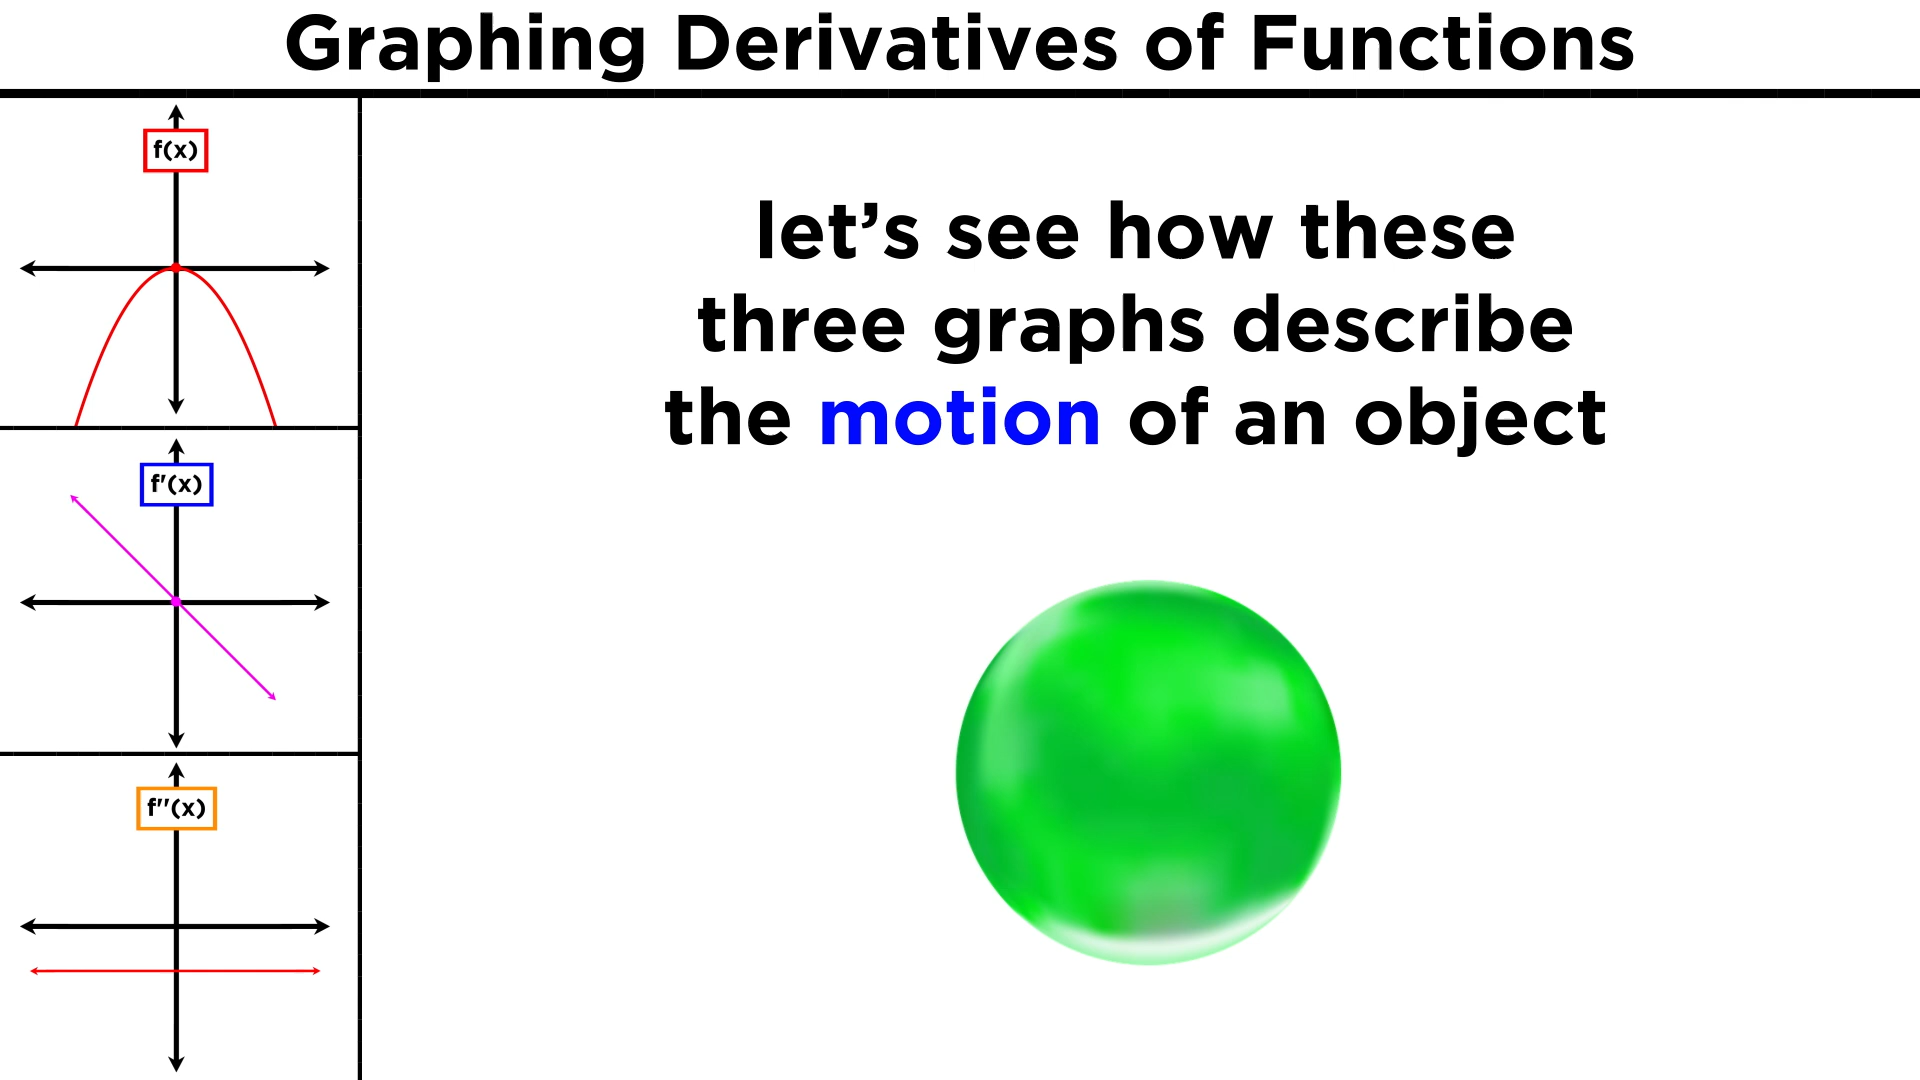 Graphing Derivatives of Functions
f(x)
f'(x)
f''(x)
let’s see how these
three graphs describe
the motion of an object